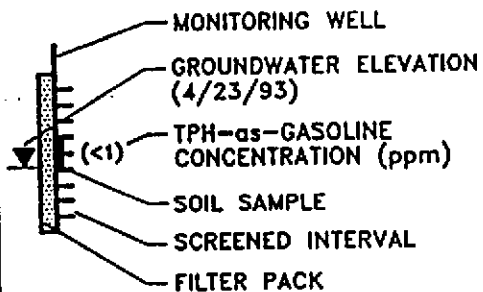 MONITORING WELL
GROUNDWATER ELEVATION
(4/23/93)
(<1)
TPH-as-GASOLINE
CONCENTRATION (ppm)
SOIL SAMPLE
SCREENED INTERVAL
FILTER PACK